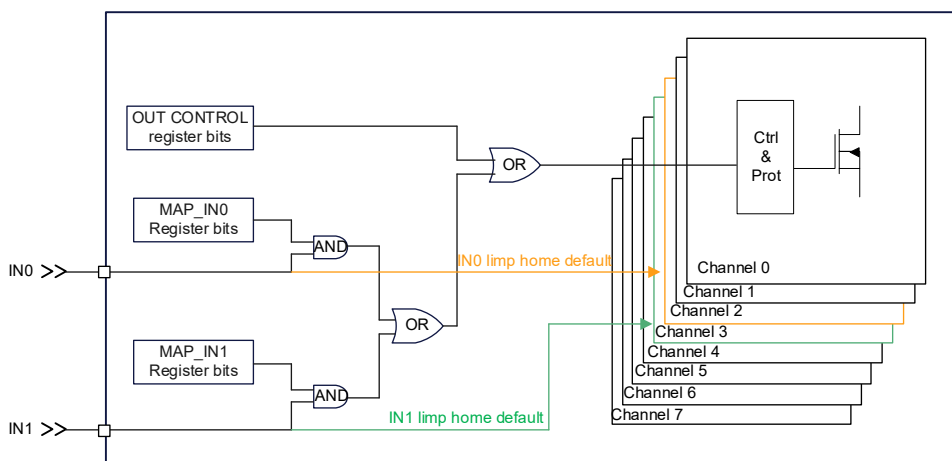 OUT CONTROL
register bits
OR
Ctrl
&
Prot
MAP_IN0
Register bits
AND
IN0
IN0 limp home default
Channel 0
Channel 1
Channel 2
OR
Channel 3
MAP_IN1
Register bits
Channel 4
Channel 5
AND
Channel 6
IN1 limp home default
Channel 7
IN1